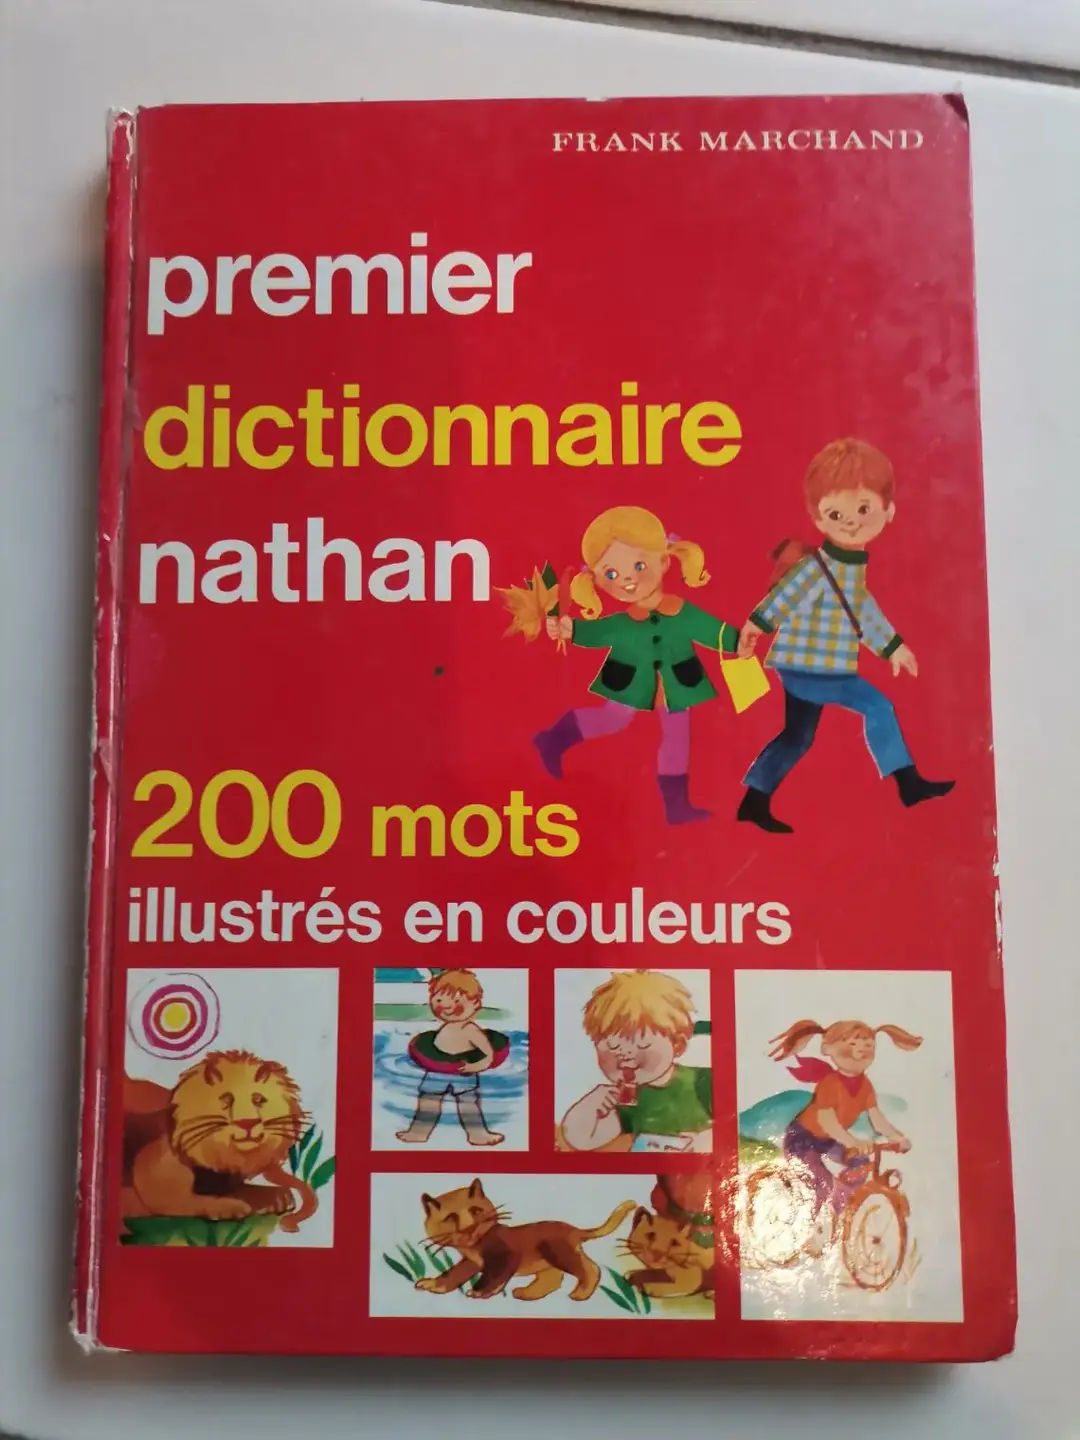 FRANK MARCHAND
premier
dictionnaire
nathan
200 mots
illustrés en couleurs